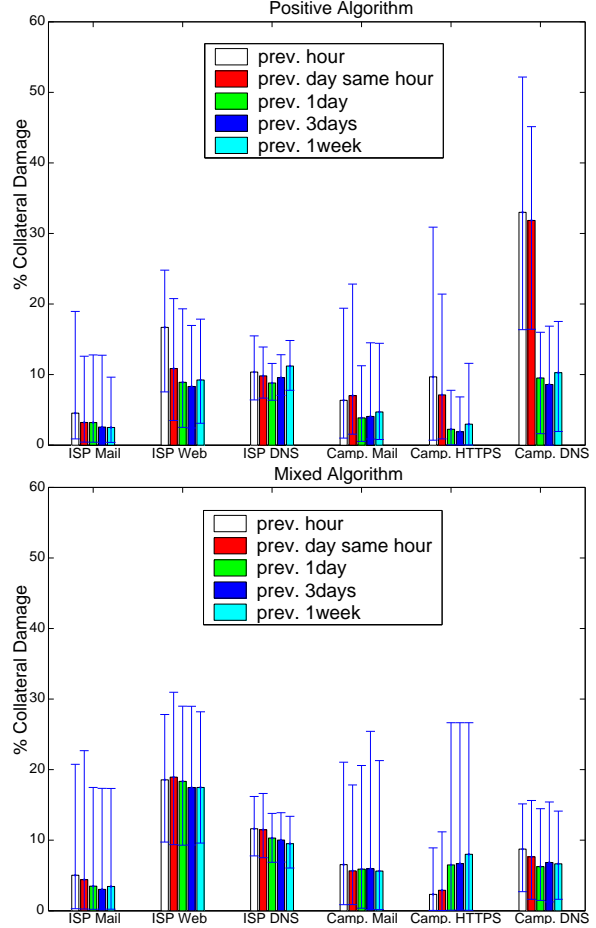 Positive Algorithm
60
50
40
30
20
10
0
% Collateral Damage
prev. hour
prev. day same hour
prev. 1day
prev. 3days
prev. 1week
ISP Mail ISP Web ISP DNS Camp. Mail Camp. HTTPS Camp. DNS
Mixed Algorithm
60
50
40
30
20
10
0
% Collateral Damage
prev. hour
prev. day same hour
prev. 1day
prev. 3days
prev. 1week
ISP Mail ISP Web ISP DNS Camp. Mail Camp. HTTPS Camp. DNS